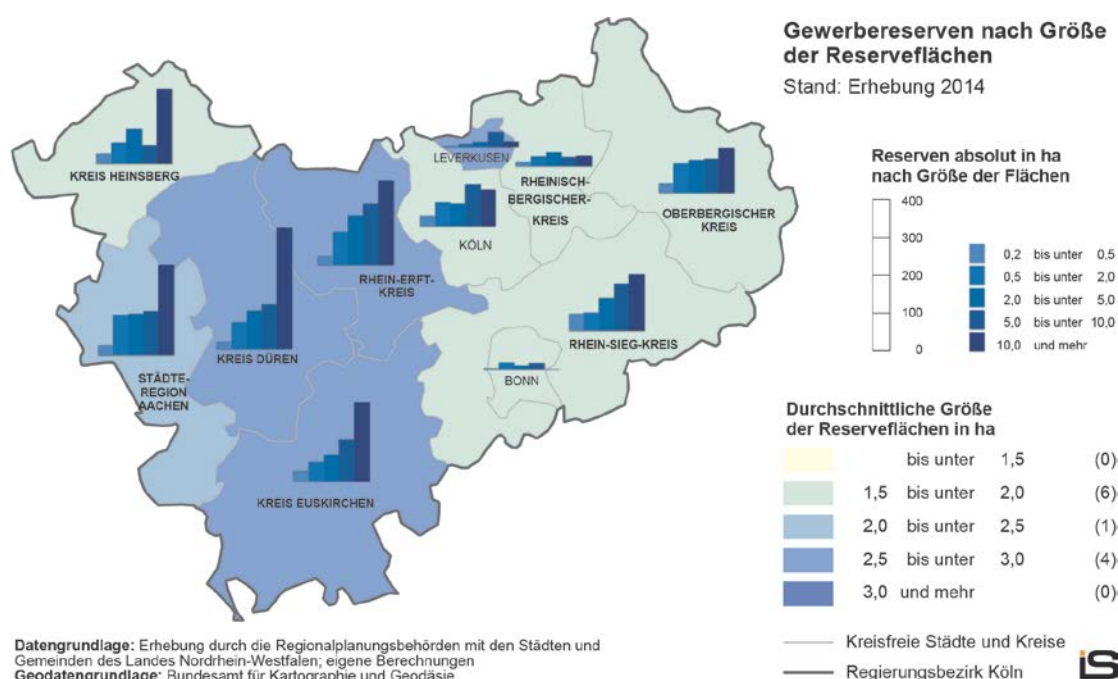 Gewerbereserven nach Größe
der Reserveflächen
Stand: Erhebung 2014
KREIS HEINSBERG
LEVERKUSEN
RHEINISCH-
BERGISCHER-
KREIS
OBERBERGISCHER
KREIS
KÖLN
RHEIN-ERFT-
KREIS
RHEIN-SIEG-KREIS
KREIS DÜREN
STÄDTE-
REGION
AACHEN
BONN
KREIS EUSKIRCHEN
Reserven absolut in ha
nach Größe der Flächen
400
300
200
100
0
0,2 bis unter 0,5
0,5 bis unter 2,0
2,0 bis unter 5,0
5,0 bis unter 10,0
10,0 und mehr
Durchschnittliche Größe
der Reserveflächen in ha
bis unter 1,5 (0)
1,5 bis unter 2,0 (6)
2,0 bis unter 2,5 (1)
2,5 bis unter 3,0 (4)
3,0 und mehr (0)
Kreisfreie Städte und Kreise
Regierungsbezirk Köln
Datengrundlage: Erhebung durch die Regionalplanungsbehörden mit den Städten und
Gemeinden des Landes Nordrhein-Westfalen; eigene Berechnungen
Geodatengrundlage: Bundesamt für Kartographie und Geodäsie